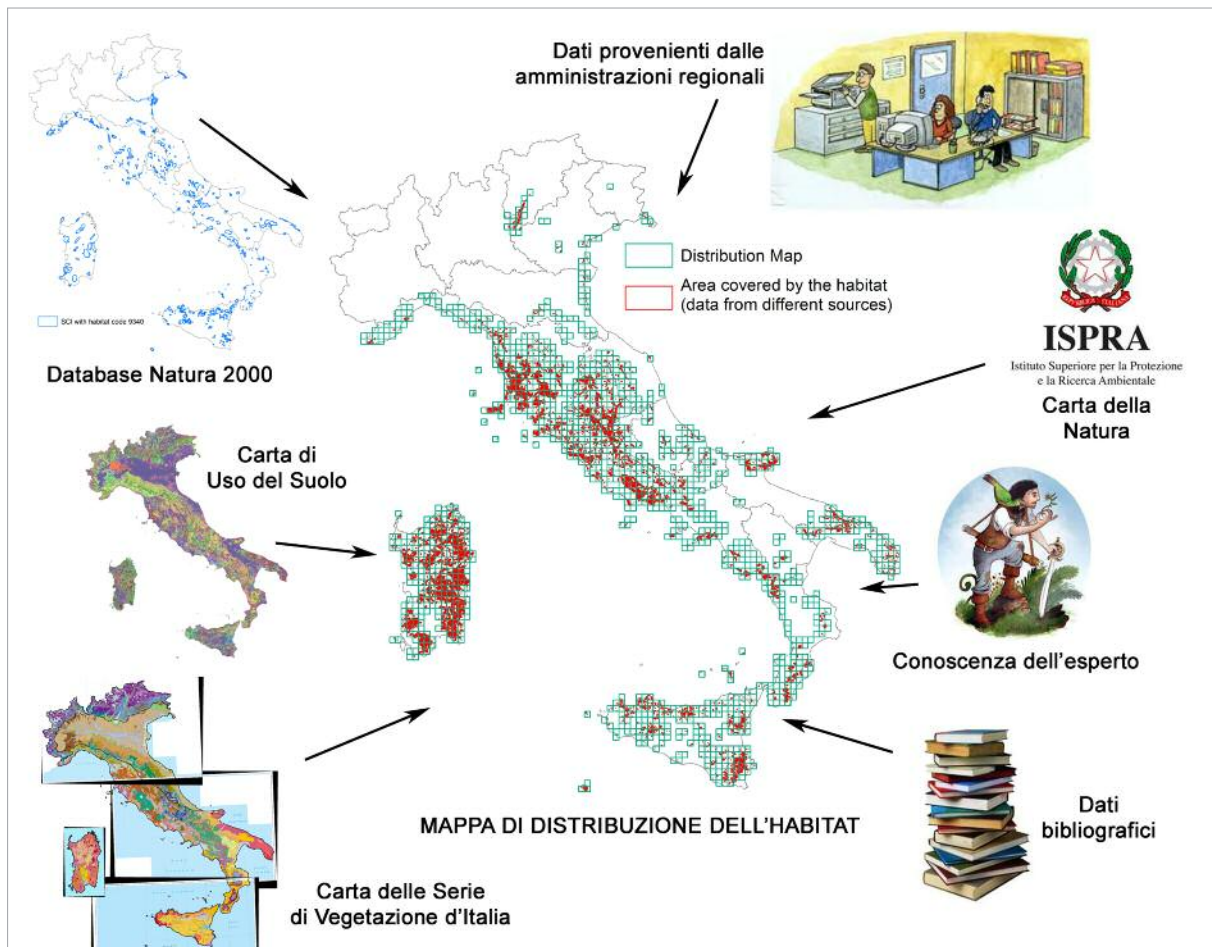 Dati provenienti dalle
amministrazioni regionali
SCI with habitat code 9340
Database Natura 2000
Distribution Map
Area covered by the habitat
(data from different sources)
ISPRA
Istituto Superiore per la Protezione
e la Ricerca Ambientale
Carta della
Natura
Carta di
Uso del Suolo
Conoscenza dell'esperto
MAPPA DI DISTRIBUZIONE DELL'HABITAT
Dati
bibliografici
Carta delle Serie
di Vegetazione d'Italia